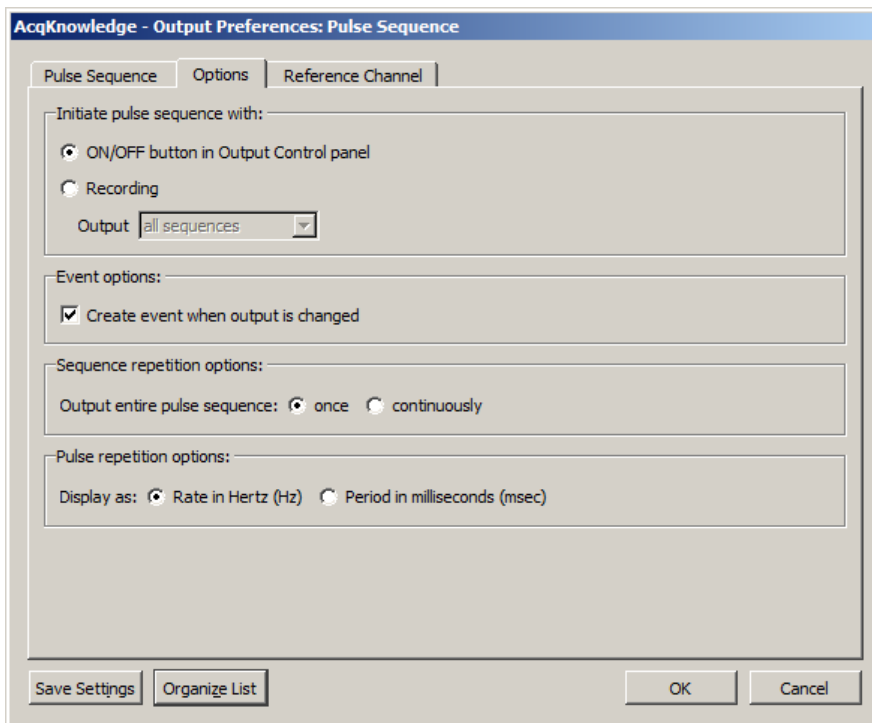 AcqKnowledge - Output Preferences: Pulse Sequence
Pulse Sequence Options Reference Channel
Initiate pulse sequence with:
ON/OFF button in Output Control panel
Recording
Output all sequences
Event options:
Create event when output is changed
Sequence repetition options:
Output entire pulse sequence: once continuously
Pulse repetition options:
Display as: Rate in Hertz (Hz) Period in milliseconds (msec)
Save Settings Organize List OK Cancel